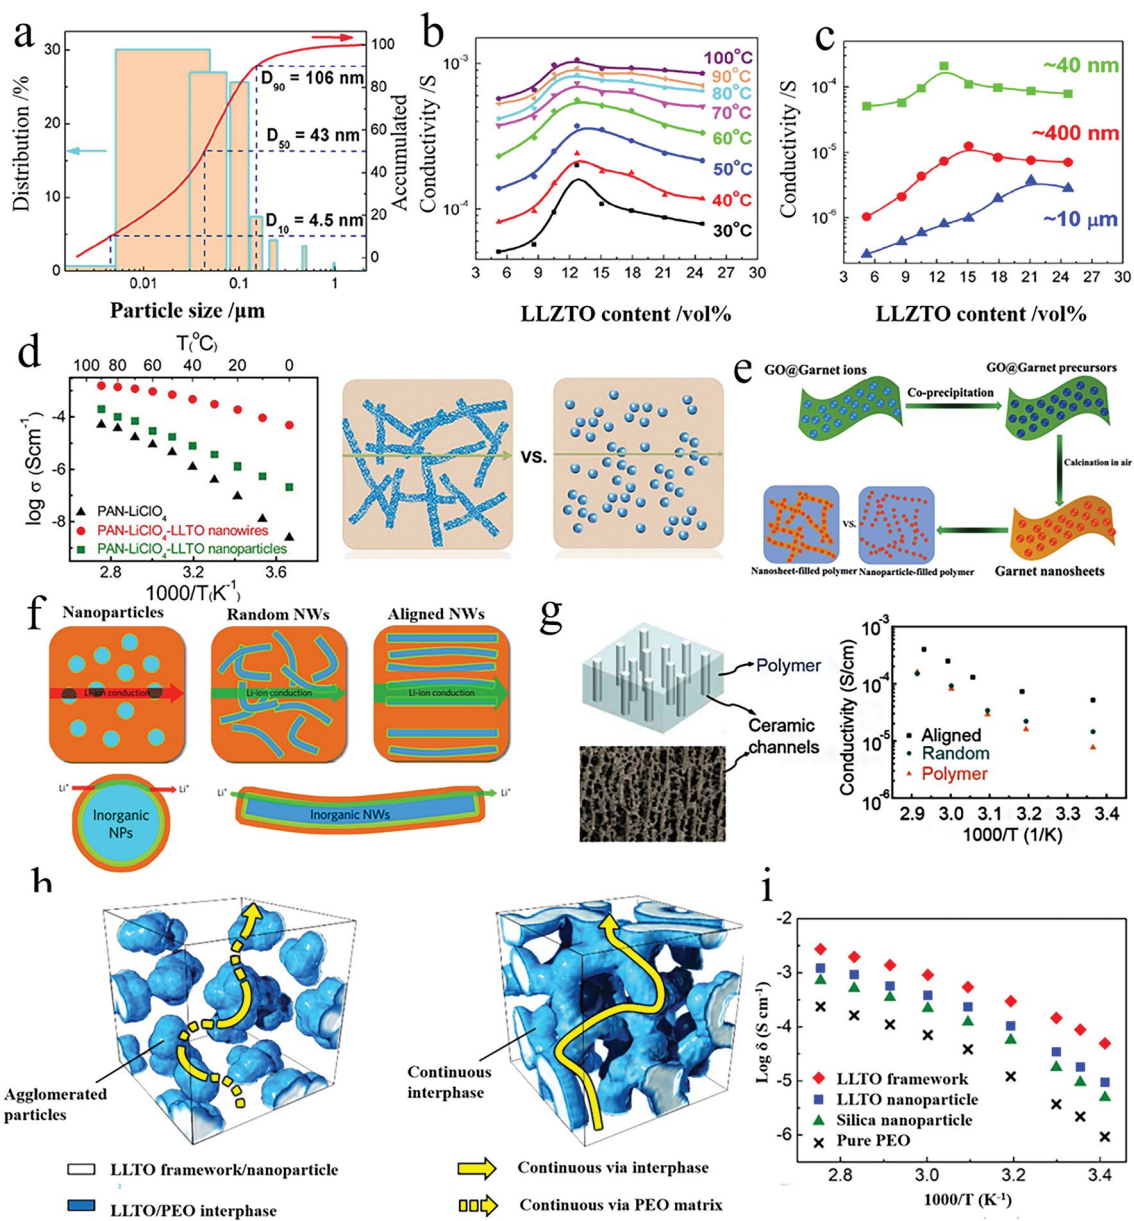 a
30
20
10
0
Distribution /%
100
80
60
40
20
0
Accumulated
D90 = 106 nm
D50 = 43 nm
D10 = 4.5 nm
0.01
0.1
1
Particle size /μm
b
10-3
10-4
Conductivity /S
100°C
90°C
80°C
70°C
60°C
50°C
40°C
30°C
3 6 9 12 15 18 21 24 27 30
LLZTO content /vol%
c
10-4
10-5
10-6
Conductivity /S
~40 nm
~400 nm
~10 μm
3 6 9 12 15 18 21 24 27 30
LLZTO content /vol%
d
T(°C)
100 80 60 40 20 0
-4
-6
-8
log σ (Scm-1)
PAN-LiClO4
PAN-LiClO4-LLTO nanowires
PAN-LiClO4-LLTO nanoparticles
2.8 3.0 3.2 3.4 3.6
1000/T(K-1)
vs.
e
GO@Garnet ions
GO@Garnet precursors
Co-precipitation
Calcination in air
vs.
Nanosheet-filled polymer
Nanoparticle-filled polymer
Garnet nanosheets
f
Nanoparticles
Random NWs
Aligned NWs
Li-ion conduction
Li-ion conduction
Li-ion conduction
Li+
Li+
Inorganic
NPs
Li+
Li+
Inorganic NWs
g
Polymer
Ceramic
channels
10-3
10-4
10-5
10-6
Conductivity (S/cm)
Aligned
Random
Polymer
2.9 3.0 3.1 3.2 3.3 3.4
1000/T (1/K)
h
Agglomerated
particles
Continuous
interphase
LLTO framework/nanoparticle
LLTO/PEO interphase
Continuous via interphase
Continuous via PEO matrix
i
-2
-3
-4
-5
-6
Log δ (S cm-1)
LLTO framework
LLTO nanoparticle
Silica nanoparticle
Pure PEO
2.8 3.0 3.2 3.4
1000/T (K-1)